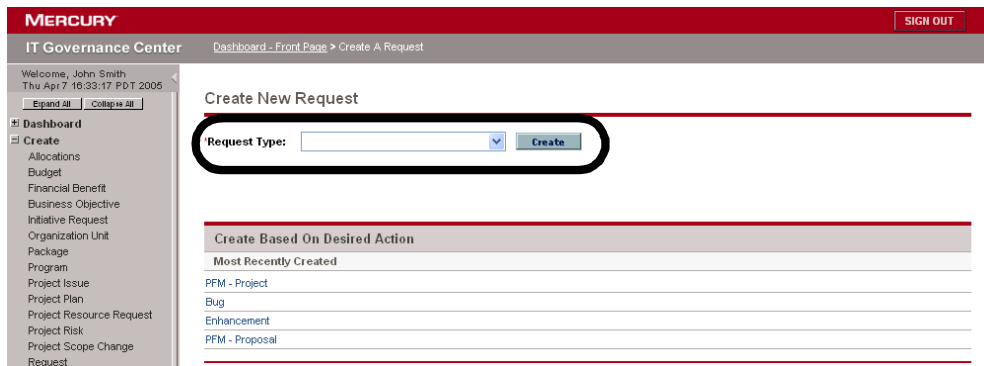 MERCURY
SIGN OUT
IT Governance Center
Dashboard - Front Page > Create A Request
Welcome, John Smith
Thu Apr 7 16:33:17 PDT 2005
Expand All
Collapse All
Dashboard
Create
Allocations
Budget
Financial Benefit
Business Objective
Initiative Request
Organization Unit
Package
Program
Project Issue
Project Plan
Project Resource Request
Project Risk
Project Scope Change
Request
Create New Request
*Request Type:
Create
Create Based On Desired Action
Most Recently Created
PFM - Project
Bug
Enhancement
PFM - Proposal